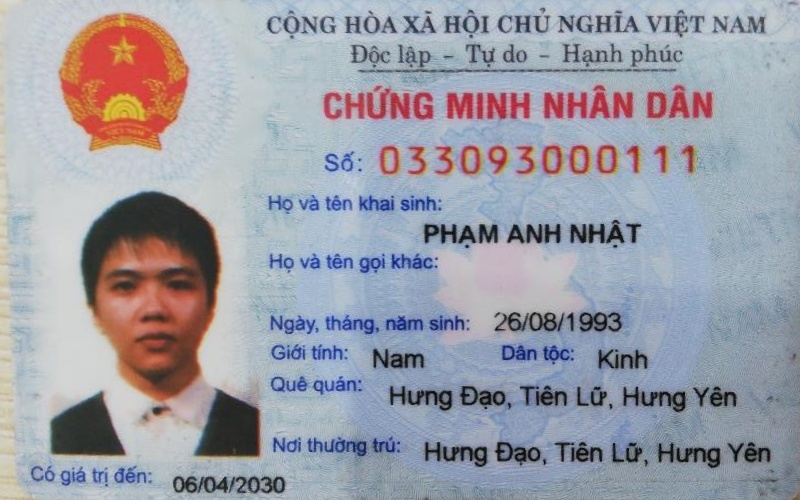 CỘNG HÒA XÃ HỘI CHỦ NGHĨA VIỆT NAM
Độc lập - Tự do - Hạnh phúc
CHỨNG MINH NHÂN DÂN
Số: 033093000111
Họ và tên khai sinh:
PHẠM ANH NHẬT
Họ và tên gọi khác:
Ngày, tháng, năm sinh: 26/08/1993
Giới tính: Nam Dân tộc: Kinh
Quê quán: Hưng Đạo, Tiên Lữ, Hưng Yên
Nơi thường trú: Hưng Đạo, Tiên Lữ, Hưng Yên
Có giá trị đến: 06/04/2030